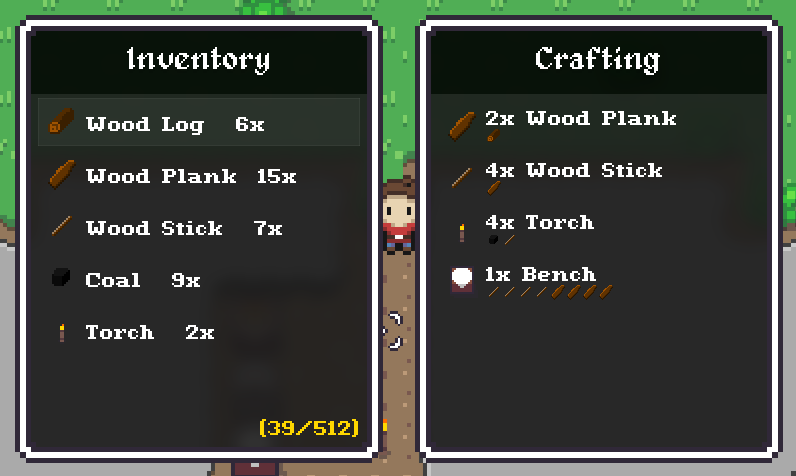 Inventory
Wood Log 6x
Wood Plank 15x
Wood Stick 7x
Coal 9x
Torch 2x
(39/512)
Crafting
2x Wood Plank
4x Wood Stick
4x Torch
1x Bench